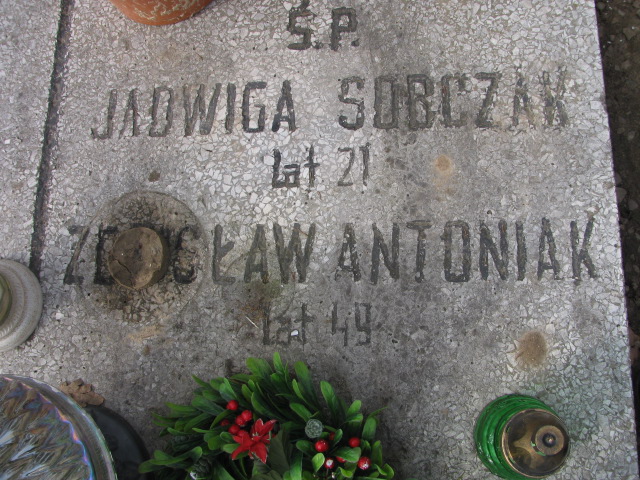 Ś.P.
JADWIGA SOBCZAK
Lat 21
ANTONIAK
Lat 49